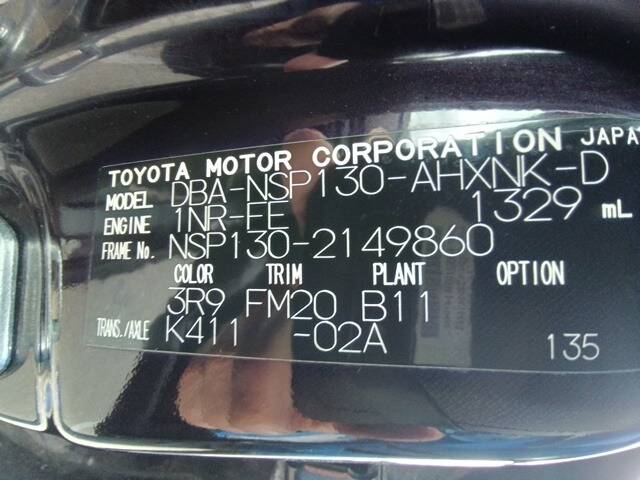 TOYOTA MOTOR CORPORATION JAPAN
MODEL DBA-NSP130-AHXNK-D
ENGINE 1NR-FE 1329 mL
FRAME No. NSP130-2149860
COLOR TRIM PLANT OPTION
3R9 FM20 B11
TRANS./AXLE K411 -02A
135